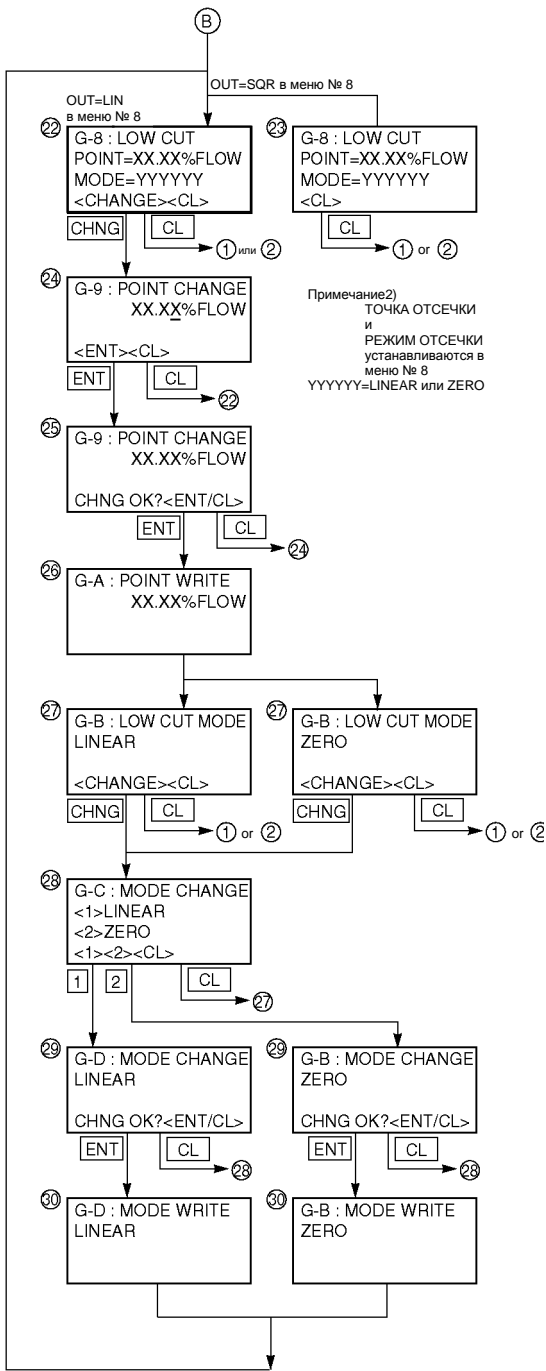 B
OUT=SQR в меню № 8
OUT=LIN
в меню № 8
22
G-8 : LOW CUT
POINT=XX.XX%FLOW
MODE=YYYYYY
<CHANGE><CL>
CHNG
CL
1 или 2
23
G-8 : LOW CUT
POINT=XX.XX%FLOW
MODE=YYYYYY
<CL>
CL
1 or 2
24
G-9 : POINT CHANGE
XX.XX%FLOW
<ENT><CL>
ENT
CL
22
Примечание2)
ТОЧКА ОТСЕЧКИ
и
РЕЖИМ ОТСЕЧКИ
устанавливаются в
меню № 8
YYYYYY=LINEAR или ZERO
25
G-9 : POINT CHANGE
XX.XX%FLOW
CHNG OK?<ENT/CL>
ENT
CL
24
26
G-A : POINT WRITE
XX.XX%FLOW
27
G-B : LOW CUT MODE
LINEAR
<CHANGE><CL>
CHNG
CL
1 or 2
27
G-B : LOW CUT MODE
ZERO
<CHANGE><CL>
CHNG
CL
1 or 2
28
G-C : MODE CHANGE
<1>LINEAR
<2>ZERO
<1><2><CL>
1
2
CL
27
29
G-D : MODE CHANGE
LINEAR
CHNG OK?<ENT/CL>
ENT
CL
28
29
G-B : MODE CHANGE
ZERO
CHNG OK?<ENT/CL>
ENT
CL
28
30
G-D : MODE WRITE
LINEAR
30
G-B : MODE WRITE
ZERO